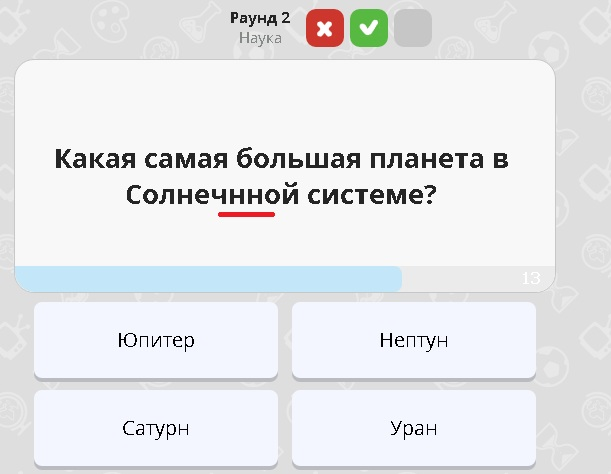 Раунд 2
Наука
Какая самая большая планета в
Солнечнной системе?
13
Юпитер
Нептун
Сатурн
Уран